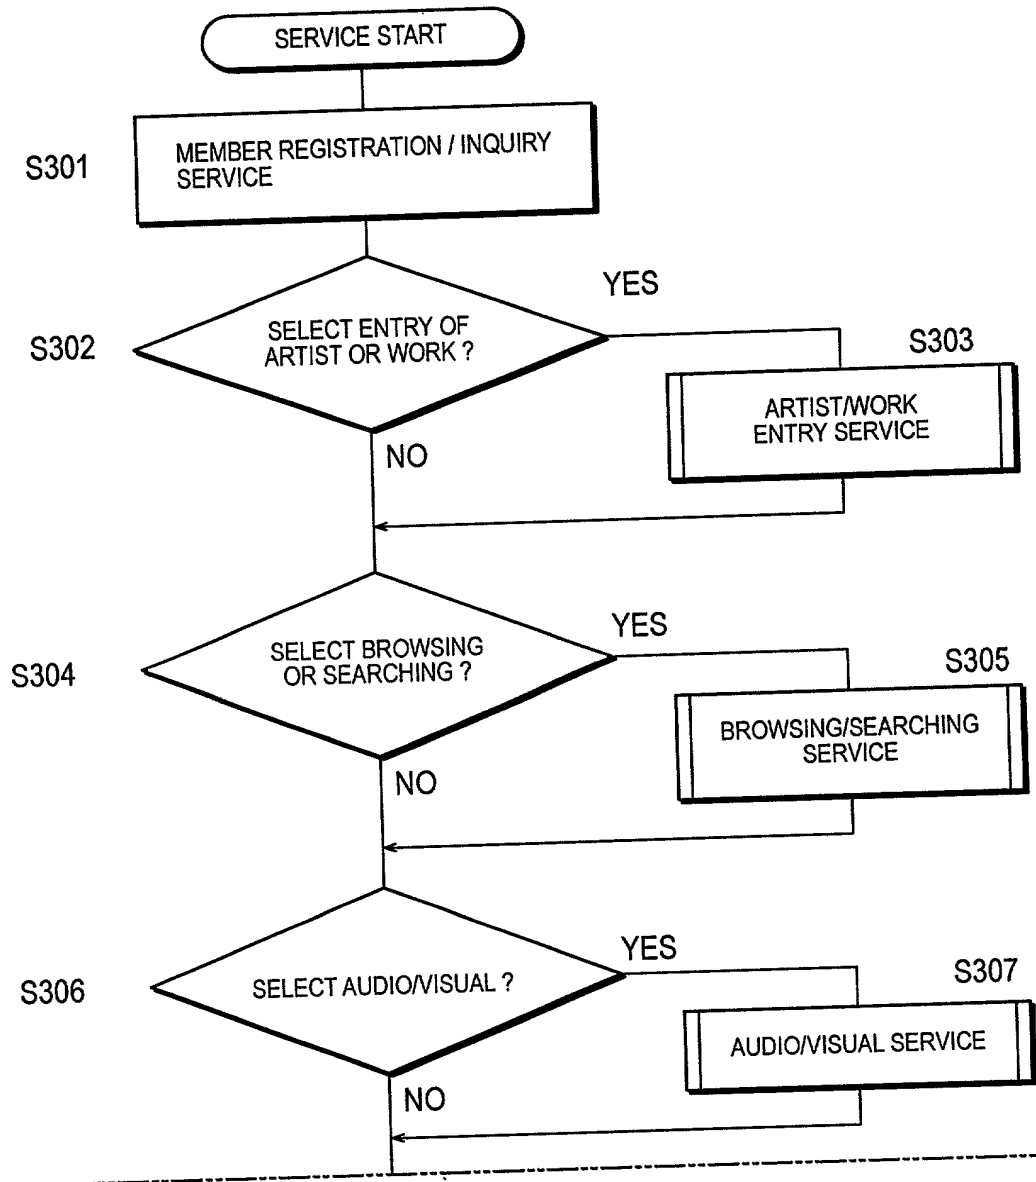 SERVICE START
S301
MEMBER REGISTRATION / INQUIRY
SERVICE
S302
SELECT ENTRY OF
ARTIST OR WORK ?
YES
NO
S303
ARTIST/WORK
ENTRY SERVICE
S304
SELECT BROWSING
OR SEARCHING ?
YES
NO
S305
BROWSING/SEARCHING
SERVICE
S306
SELECT AUDIO/VISUAL ?
YES
NO
S307
AUDIO/VISUAL SERVICE